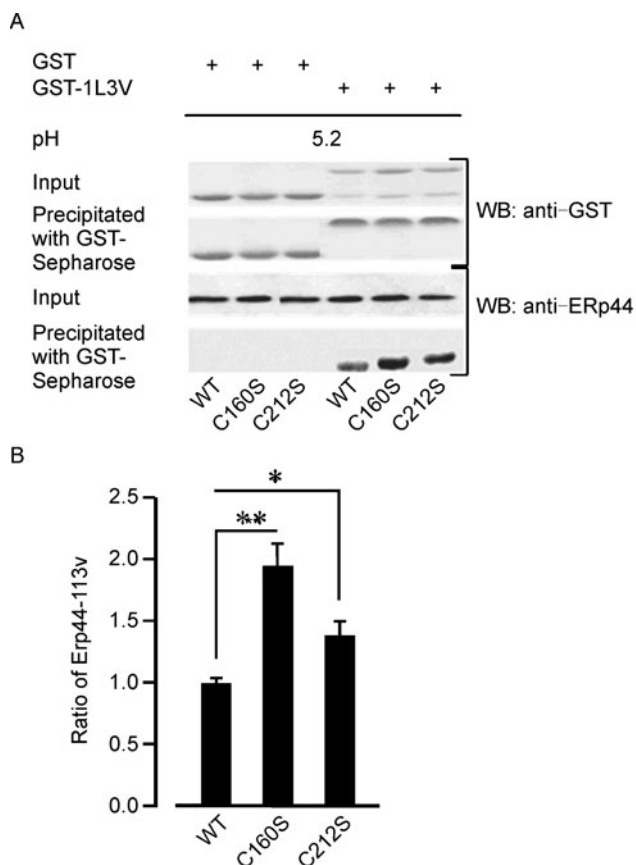 A
GST + + +
GST-1L3V + + +
pH 5.2
Input
Precipitated
with GST-
Sepharose
WB: anti-GST
Input
Precipitated
with GST-
Sepharose
WB: anti-ERp44
WT C160S C212S WT C160S C212S
B
Ratio of Erp44-113v
2.5
2.0
1.5
1.0
0.5
0.0
*
**
WT C160S C212S